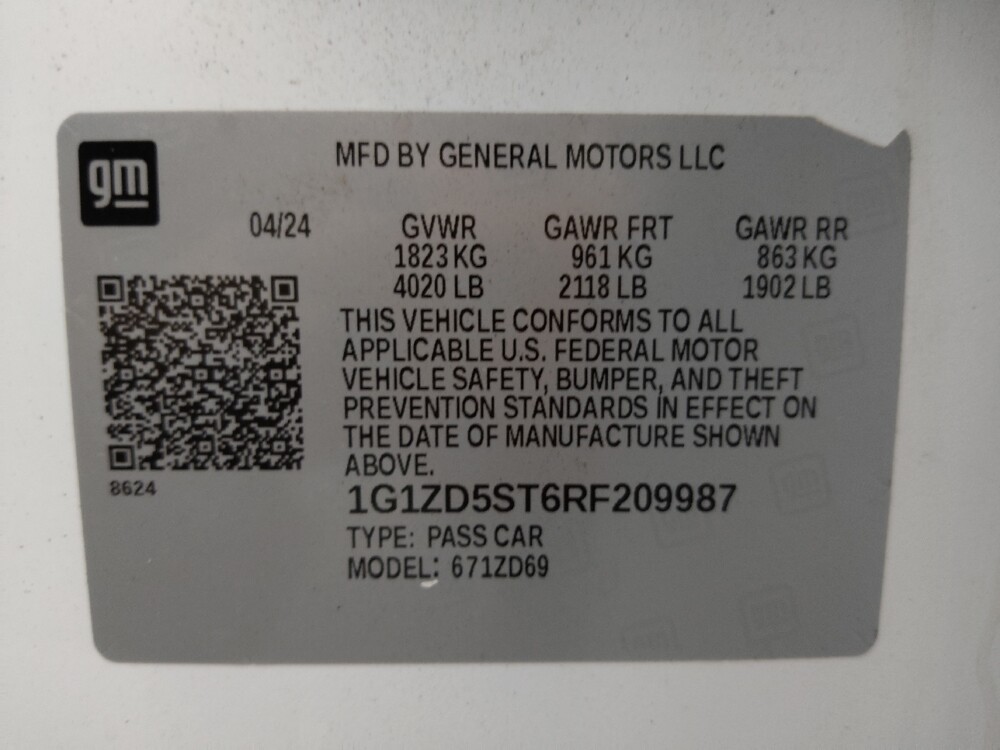 gm
MFD BY GENERAL MOTORS LLC
04/24 GVWR GAWR FRT GAWR RR
1823 KG 961 KG 863 KG
4020 LB 2118 LB 1902 LB
THIS VEHICLE CONFORMS TO ALL
APPLICABLE U.S. FEDERAL MOTOR
VEHICLE SAFETY, BUMPER, AND THEFT
PREVENTION STANDARDS IN EFFECT ON
THE DATE OF MANUFACTURE SHOWN
ABOVE.
8624
1G1ZD5ST6RF209987
TYPE: PASS CAR
MODEL: 671ZD69